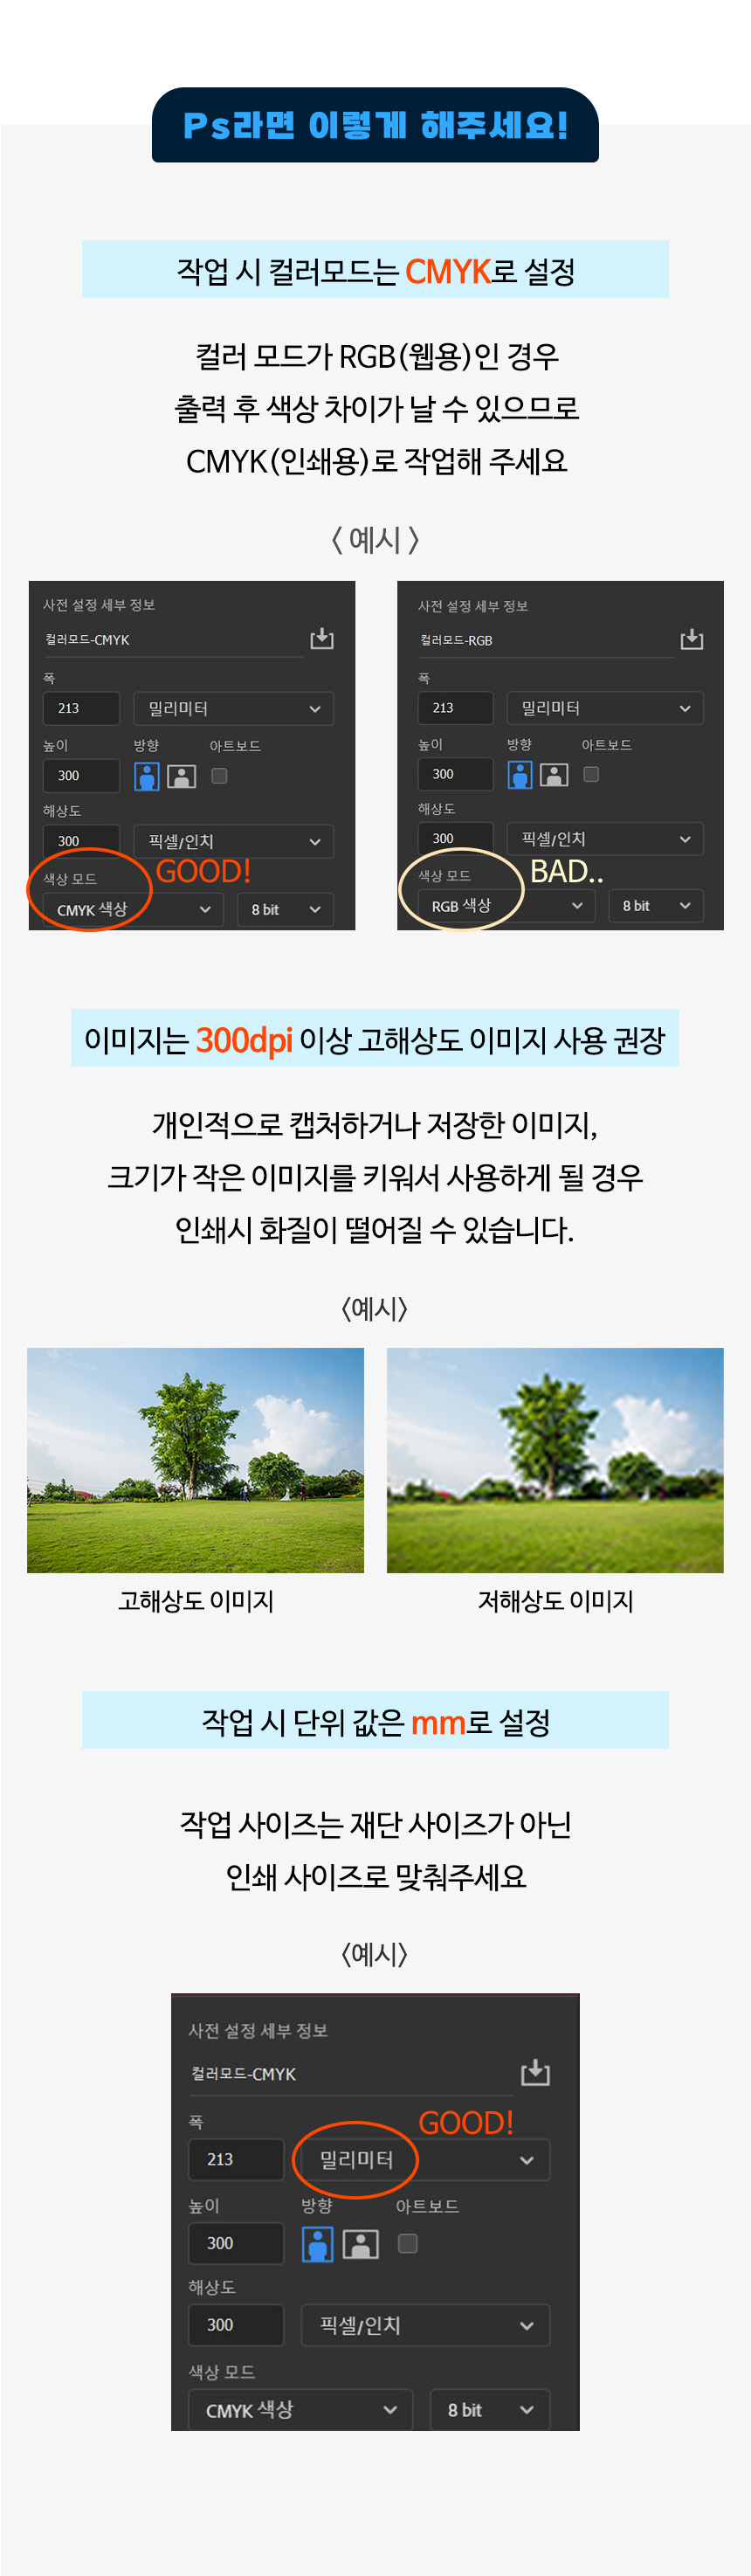 Ps라면 이렇게 해주세요!
작업 시 컬러모드는 CMYK로 설정
컬러 모드가 RGB(웹용)인 경우
출력 후 색상 차이가 날 수 있으므로
CMYK(인쇄용)로 작업해 주세요
〈 예시 〉
사전 설정 세부 정보
컬러모드-CMYK
폭
213 밀리미터
높이 방향 아트보드
300
해상도
300 픽셀/인치
색상 모드 GOOD!
CMYK 색상 8 bit
사전 설정 세부 정보
컬러모드-RGB
폭
213 밀리미터
높이 방향 아트보드
300
해상도
300 픽셀/인치
색상 모드 BAD..
RGB 색상 8 bit
이미지는 300dpi 이상 고해상도 이미지 사용 권장
개인적으로 캡처하거나 저장한 이미지,
크기가 작은 이미지를 키워서 사용하게 될 경우
인쇄시 화질이 떨어질 수 있습니다.
〈예시〉
고해상도 이미지
저해상도 이미지
작업 시 단위 값은 mm로 설정
작업 사이즈는 재단 사이즈가 아닌
인쇄 사이즈로 맞춰주세요
〈예시〉
사전 설정 세부 정보
컬러모드-CMYK
폭 GOOD!
213 밀리미터
높이 방향 아트보드
300
해상도
300 픽셀/인치
색상 모드
CMYK 색상 8 bit